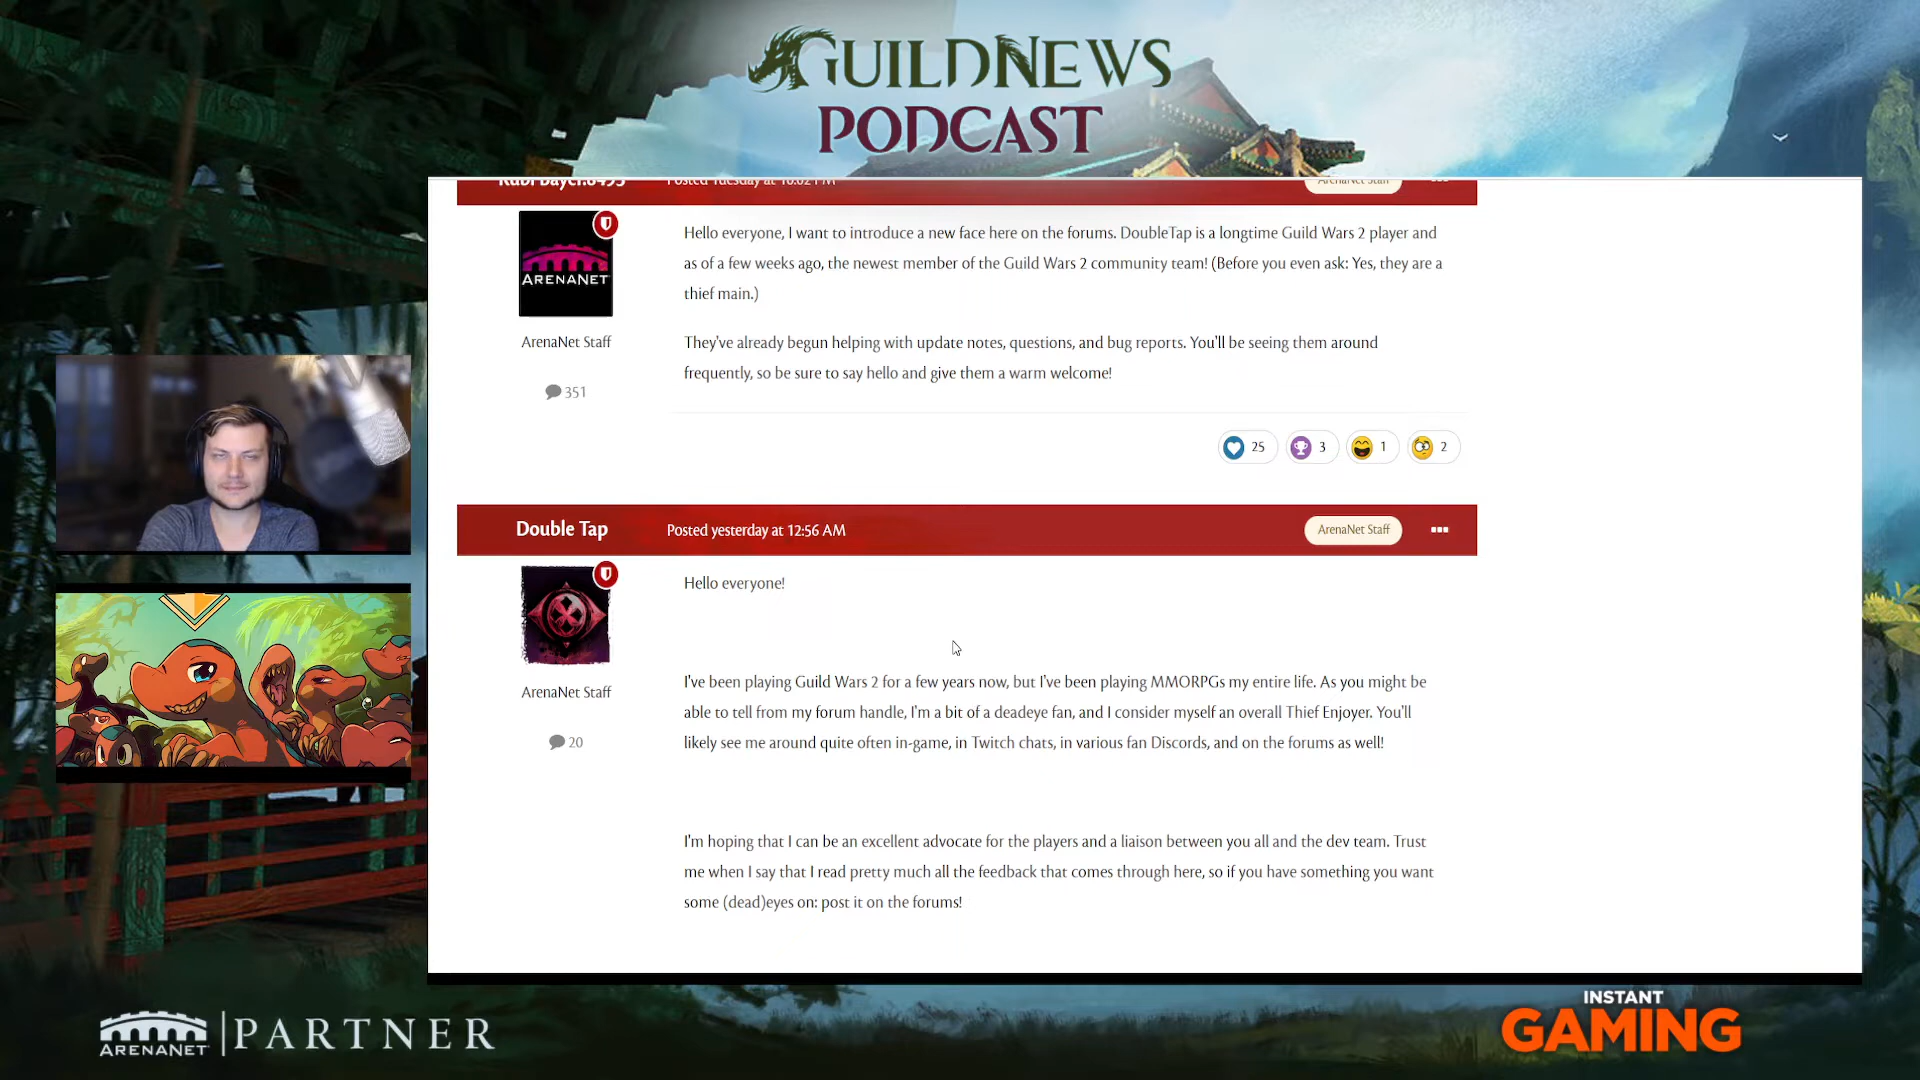 GUILDNEWS
PODCAST
Posted Tuesday at 10:02 PM
ArenaNet Staff
Hello everyone, I want to introduce a new face here on the forums. DoubleTap is a longtime Guild Wars 2 player and
as of a few weeks ago, the newest member of the Guild Wars 2 community team! (Before you even ask: Yes, they are a
thief main.)
ARENANET
ArenaNet Staff
They've already begun helping with update notes, questions, and bug reports. You'll be seeing them around
frequently, so be sure to say hello and give them a warm welcome!
351
25
3
1
2
Double Tap
Posted yesterday at 12:56 AM
ArenaNet Staff
Hello everyone!
ArenaNet Staff
20
I've been playing Guild Wars 2 for a few years now, but I've been playing MMORPGs my entire life. As you might be
able to tell from my forum handle, I'm a bit of a deadeye fan, and I consider myself an overall Thief Enjoyer. You'll
likely see me around quite often in-game, in Twitch chats, in various fan Discords, and on the forums as well!
I'm hoping that I can be an excellent advocate for the players and a liaison between you all and the dev team. Trust
me when I say that I read pretty much all the feedback that comes through here, so if you have something you want
some (dead)eyes on: post it on the forums!
ARENANET
PARTNER
INSTANT
GAMING